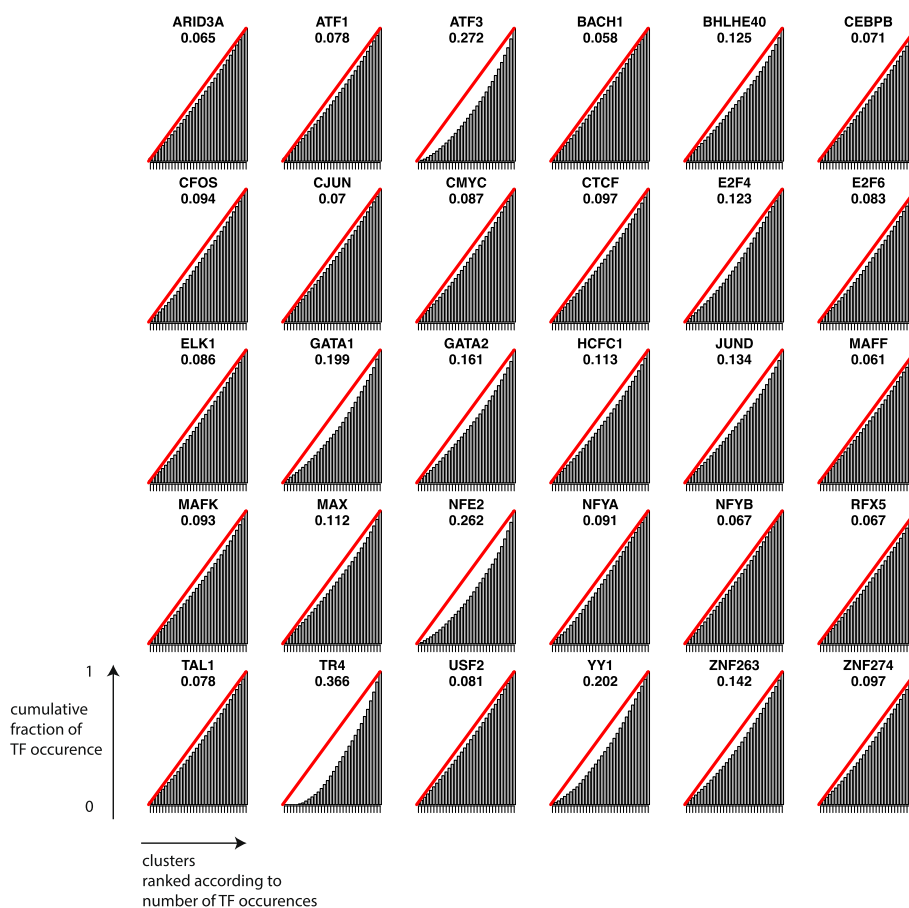 ARID3A ATF1 ATF3 BACH1 BHLHE40 CEBPB
0.065 0.078 0.272 0.058 0.125 0.071
CFOS CJUN CMYC CTCF E2F4 E2F6
0.094 0.07 0.087 0.097 0.123 0.083
ELK1 GATA1 GATA2 HCFC1 JUND MAFF
0.086 0.199 0.161 0.113 0.134 0.061
MAFK MAX NFE2 NFYA NFYB RFX5
0.093 0.112 0.262 0.091 0.067 0.067
TAL1 TR4 USF2 YY1 ZNF263 ZNF274
0.078 0.366 0.081 0.202 0.142 0.097
1
cumulative
fraction of
TF occurence
0
clusters
ranked according to
number of TF occurences